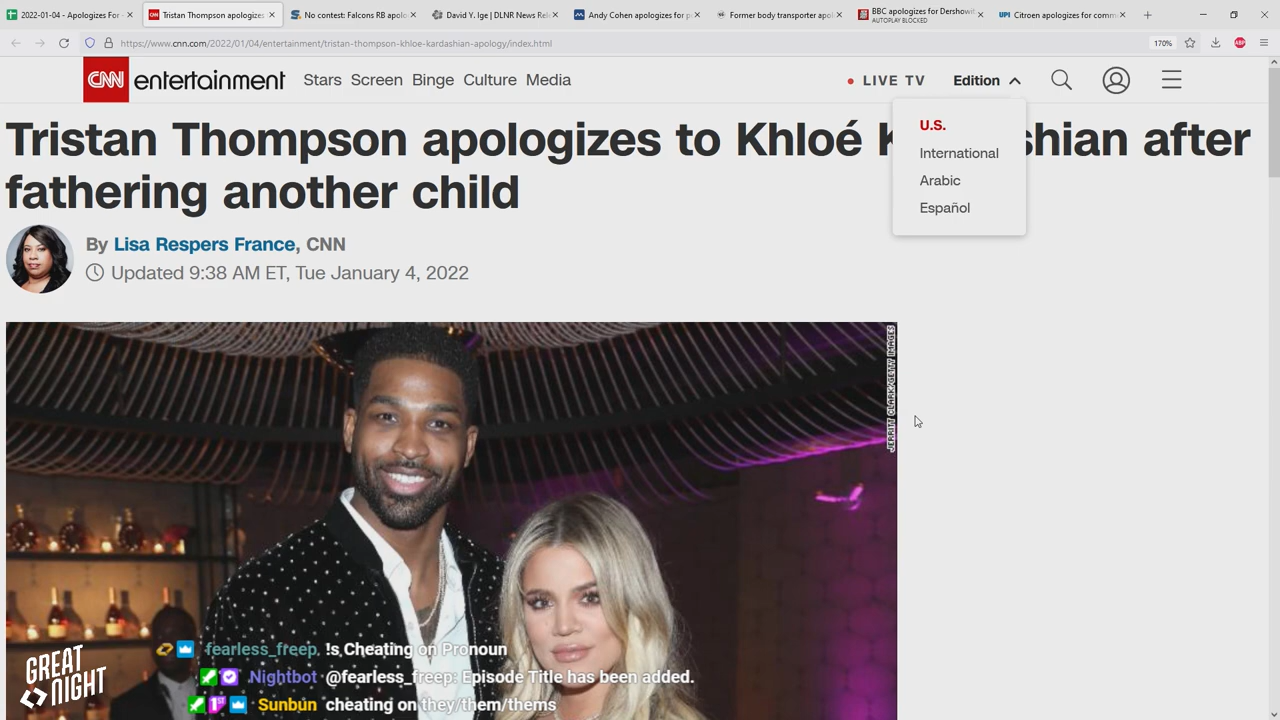 2022-01-04 - Apologizes For -
Tristan Thompson apologizes
No contest: Falcons RB apolo
David Y. Ige | DLNR News Rel
Andy Cohen apologizes for p
Former body transporter apol
BBC apologizes for Dershowit
AUTOPLAY BLOCKED
UPI
Citroen apologizes for comm
https://www.cnn.com/2022/01/04/entertainment/tristan-thompson-khloe-kardashian-apology/index.html
170%
ABP
CNN entertainment
Stars Screen Binge Culture Media
LIVE TV
Edition
U.S.
International
Arabic
Español
Tristan Thompson apologizes to Khloé K shian after
fathering another child
By Lisa Respers France, CNN
Updated 9:38 AM ET, Tue January 4, 2022
JERRITT CLARK/GETTY IMAGES
fearless_freep. !s Cheating on Pronoun
Nightbot @fearless_freep: Episode Title has been added.
1st Sunbun cheating on they/them/thems
GREAT
NIGHT